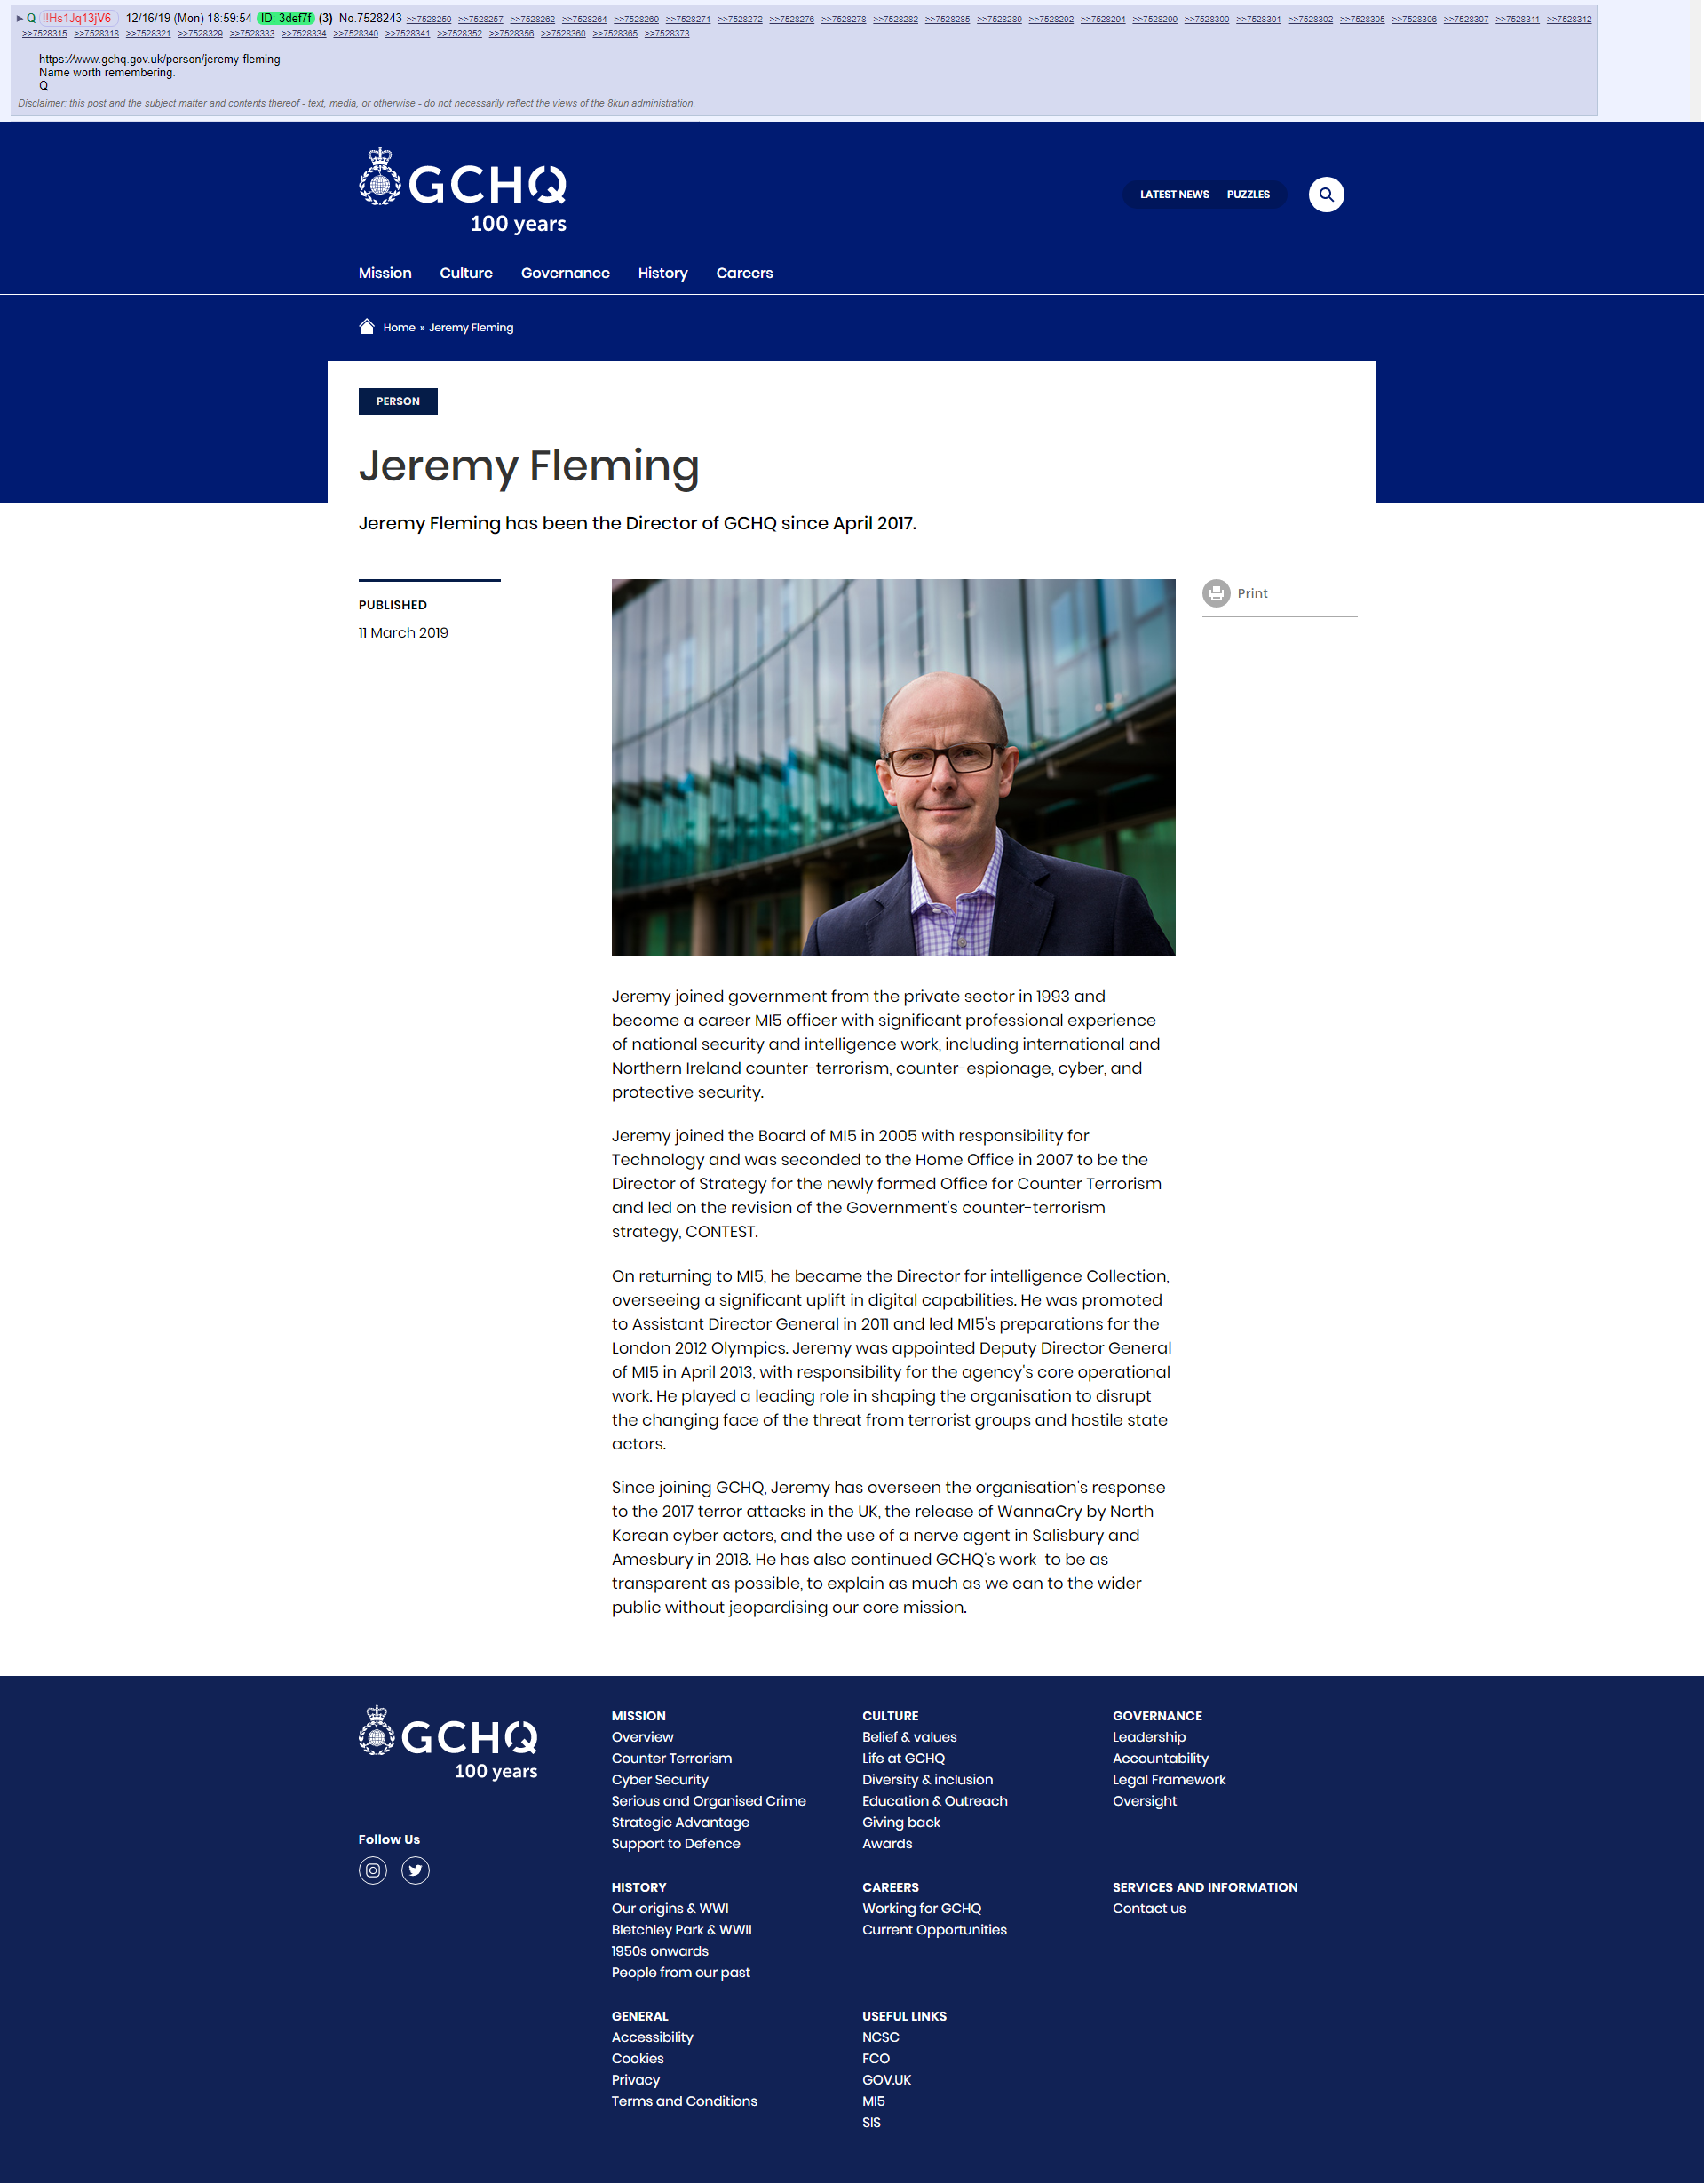 ▶ Q !!Hs1Jq13jV6 12/16/19 (Mon) 18:59:54 ID: 3def7f (3) No.7528243 >>7528250 >>7528257 >>7528262 >>7528264 >>7528269 >>7528271 >>7528272 >>7528276 >>7528278 >>7528282 >>7528285 >>7528289 >>7528292 >>7528294 >>7528299 >>7528300 >>7528301 >>7528302 >>7528305 >>7528306 >>7528307 >>7528311 >>7528312
>>7528315 >>7528318 >>7528321 >>7528329 >>7528333 >>7528334 >>7528340 >>7528341 >>7528352 >>7528356 >>7528360 >>7528365 >>7528373
https://www.gchq.gov.uk/person/jeremy-fleming
Name worth remembering.
Q
Disclaimer: this post and the subject matter and contents thereof - text, media, or otherwise - do not necessarily reflect the views of the 8kun administration.
GCHQ
100 years
LATEST NEWS PUZZLES
Mission Culture Governance History Careers
Home » Jeremy Fleming
PERSON
Jeremy Fleming
Jeremy Fleming has been the Director of GCHQ since April 2017.
PUBLISHED
11 March 2019
Print
Jeremy joined government from the private sector in 1993 and
become a career MI5 officer with significant professional experience
of national security and intelligence work, including international and
Northern Ireland counter-terrorism, counter-espionage, cyber, and
protective security.
Jeremy joined the Board of MI5 in 2005 with responsibility for
Technology and was seconded to the Home Office in 2007 to be the
Director of Strategy for the newly formed Office for Counter Terrorism
and led on the revision of the Government's counter-terrorism
strategy, CONTEST.
On returning to MI5, he became the Director for intelligence Collection,
overseeing a significant uplift in digital capabilities. He was promoted
to Assistant Director General in 2011 and led MI5's preparations for the
London 2012 Olympics. Jeremy was appointed Deputy Director General
of MI5 in April 2013, with responsibility for the agency's core operational
work. He played a leading role in shaping the organisation to disrupt
the changing face of the threat from terrorist groups and hostile state
actors.
Since joining GCHQ, Jeremy has overseen the organisation's response
to the 2017 terror attacks in the UK, the release of WannaCry by North
Korean cyber actors, and the use of a nerve agent in Salisbury and
Amesbury in 2018. He has also continued GCHQ's work to be as
transparent as possible, to explain as much as we can to the wider
public without jeopardising our core mission.
GCHQ
100 years
Follow Us
MISSION
Overview
Counter Terrorism
Cyber Security
Serious and Organised Crime
Strategic Advantage
Support to Defence
CULTURE
Belief & values
Life at GCHQ
Diversity & inclusion
Education & Outreach
Giving back
Awards
GOVERNANCE
Leadership
Accountability
Legal Framework
Oversight
HISTORY
Our origins & WWI
Bletchley Park & WWII
1950s onwards
People from our past
CAREERS
Working for GCHQ
Current Opportunities
SERVICES AND INFORMATION
Contact us
GENERAL
Accessibility
Cookies
Privacy
Terms and Conditions
USEFUL LINKS
NCSC
FCO
GOV.UK
MI5
SIS